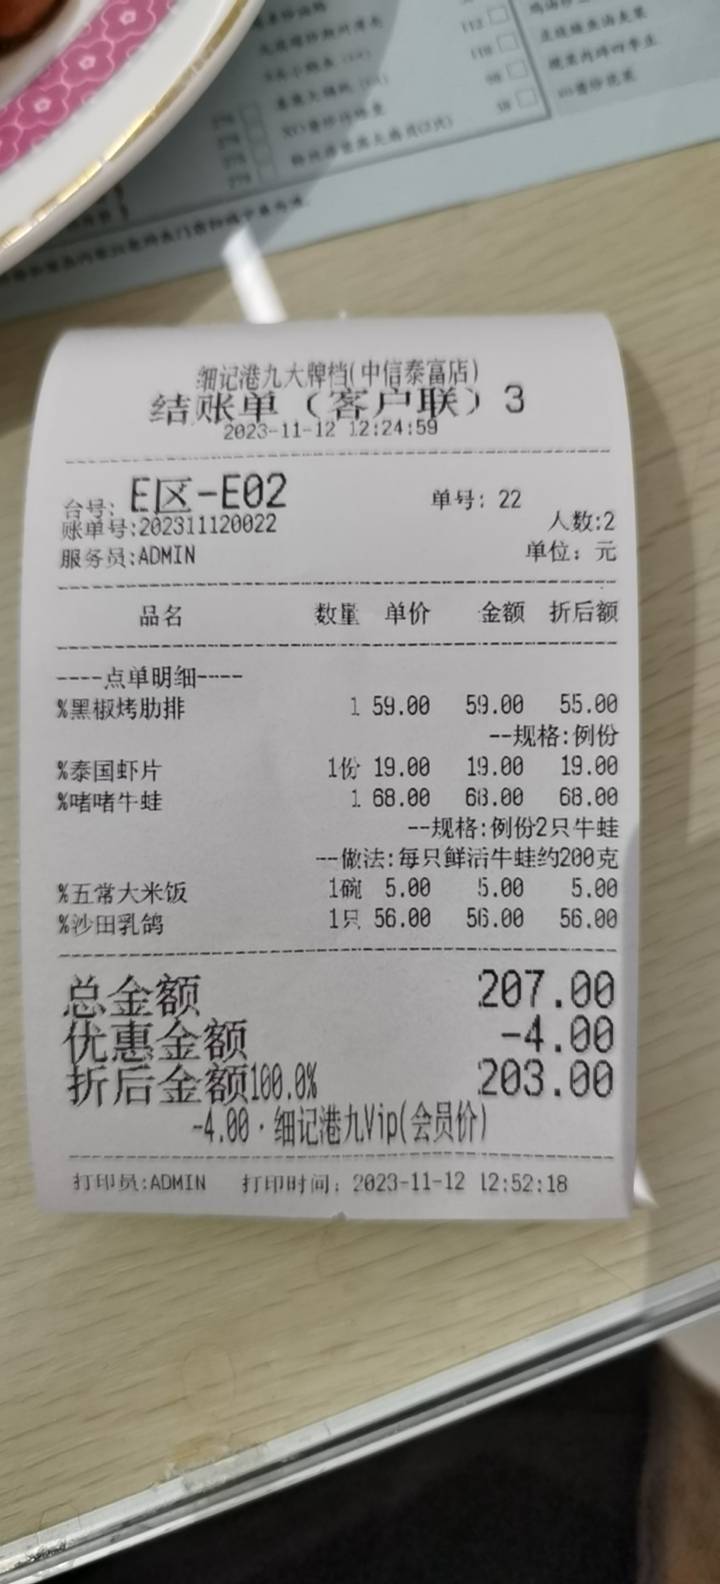 细记港九大牌档(中信泰富店)
结账单（客户联）3
2023-11-12 12:24:59
台号: E区-E02 单号: 22
账单号:202311120022 人数:2
服务员:ADMIN 单位: 元
品名 数量 单价 金额 折后额
----点单明细----
%黑椒烤肋排 1 59.00 59.00 55.00
--规格:例份
%泰国虾片 1份 19.00 19.00 19.00
%啫啫牛蛙 1 68.00 68.00 68.00
--规格:例份2只牛蛙
--做法:每只鲜活牛蛙约200克
%五常大米饭 1碗 5.00 5.00 5.00
%沙田乳鸽 1只 56.00 56.00 56.00
总金额 207.00
优惠金额 -4.00
折后金额100.0% 203.00
-4.00·细记港九Vip(会员价)
打印员:ADMIN 打印时间: 2023-11-12 12:52:18